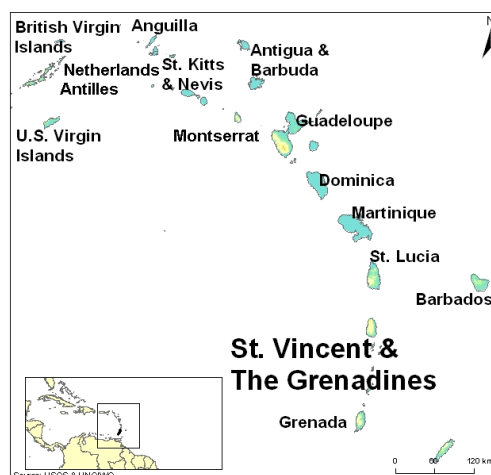 British Virgin
Islands
Anguilla
Netherlands
Antilles
St. Kitts
& Nevis
Antigua &
Barbuda
U.S. Virgin
Islands
Montserrat
Guadeloupe
Dominica
Martinique
St. Lucia
Barbados
St. Vincent &
The Grenadines
Grenada
N
0 60 120 km